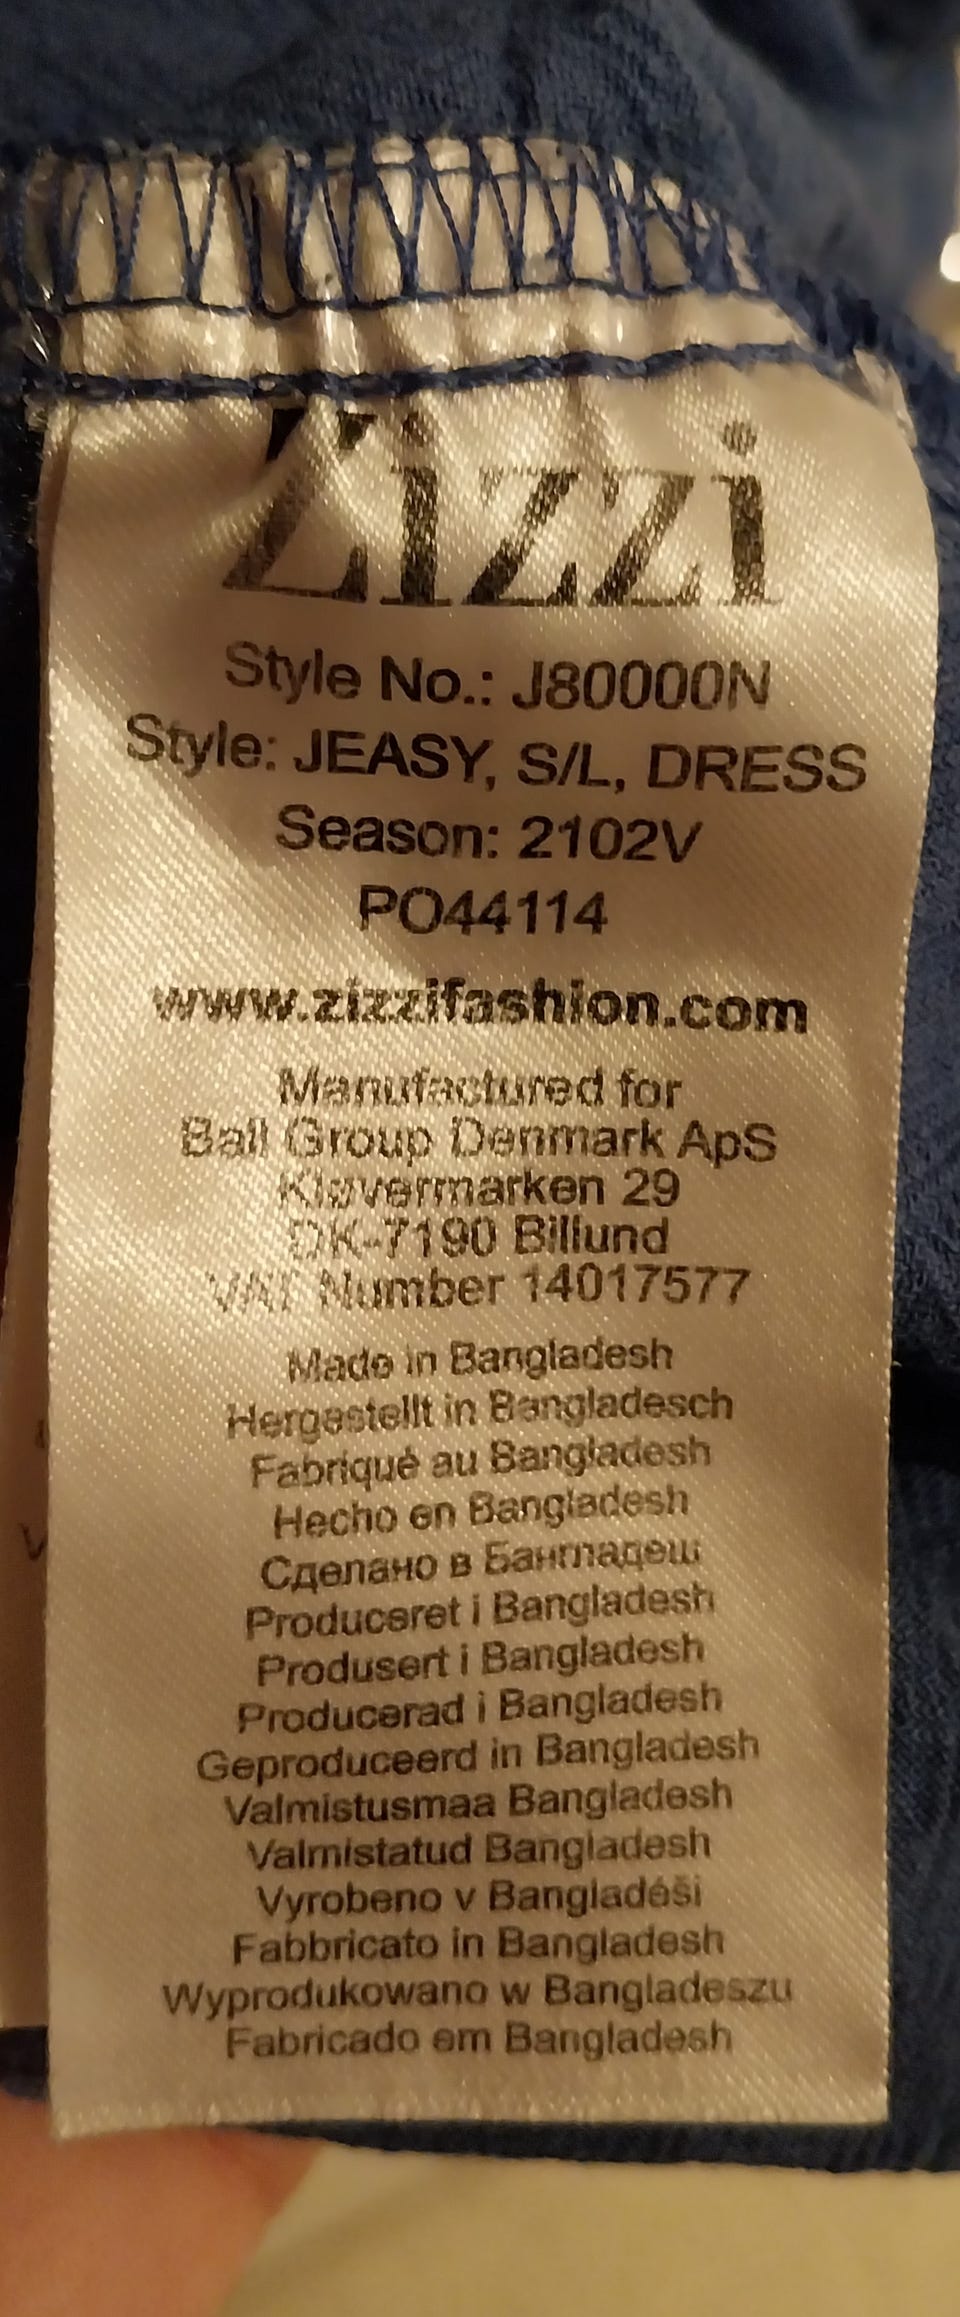 Zizzi
Style No.: J80000N
Style: JEASY, S/L, DRESS
Season: 2102V
PO44114
www.zizzifashion.com
Manufactured for
Ball Group Denmark ApS
Kløvermarken 29
DK-7190 Billund
VAT Number 14017577
Made in Bangladesh
Hergestellt in Bangladesch
Fabriqué au Bangladesh
Hecho en Bangladesh
Сделано в Бангладеш
Produceret i Bangladesh
Produsert i Bangladesh
Producerad i Bangladesh
Geproduceerd in Bangladesh
Valmistusmaa Bangladesh
Valmistatud Bangladesh
Vyrobeno v Bangladéši
Fabbricato in Bangladesh
Wyprodukowano w Bangladeszu
Fabricado em Bangladesh